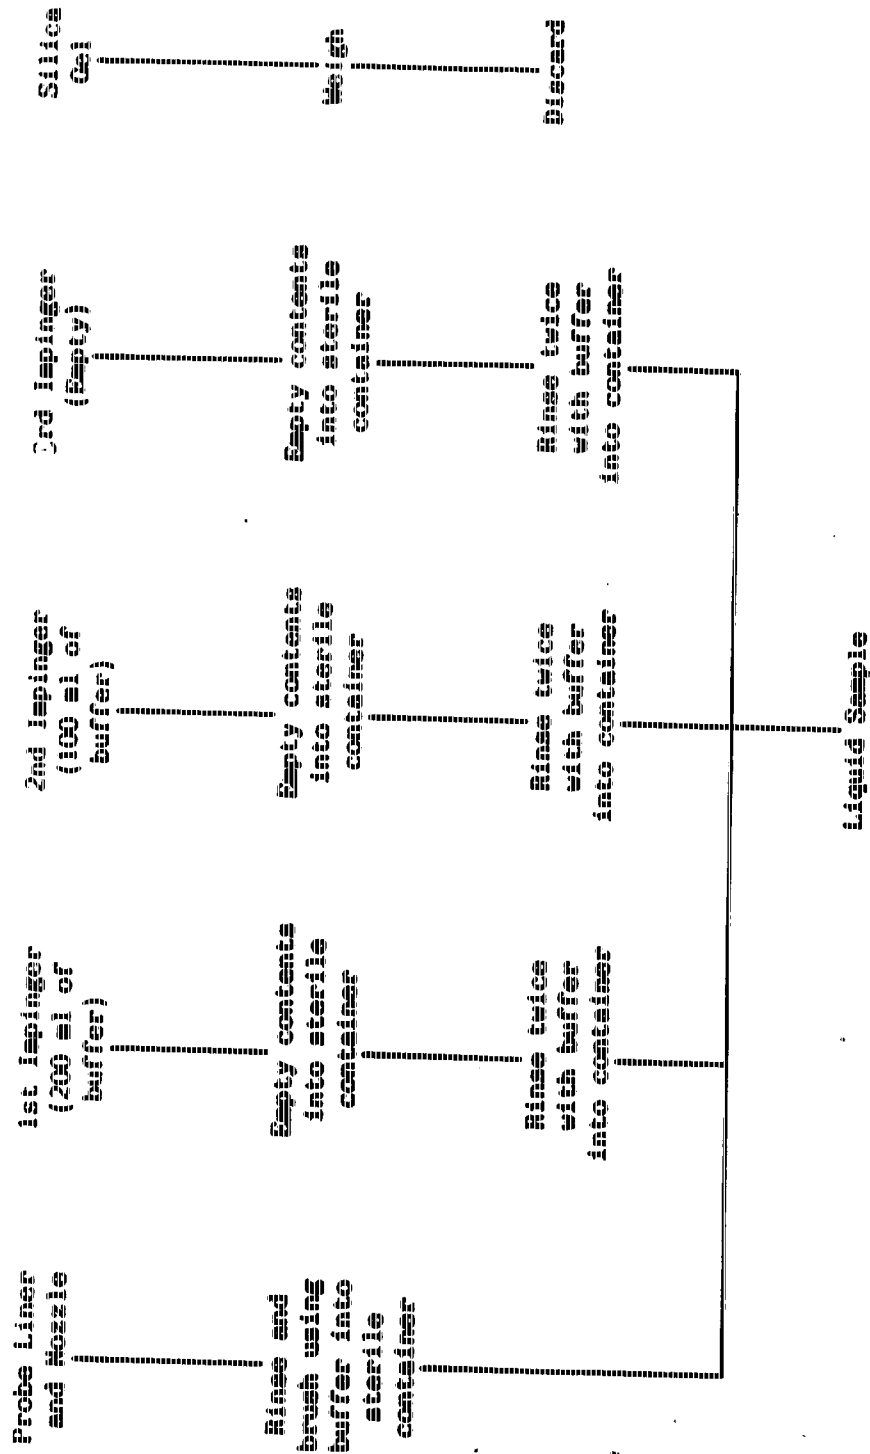 Probe Liner
and Nozzle
Rinse and
brush using
buffer into
sterile
container
1st Impinger
(200 ml of
buffer)
Empty contents
into sterile
container
Rinse twice
with buffer
into container
2nd Impinger
(100 ml of
buffer)
Empty contents
into sterile
container
Rinse twice
with buffer
into container
3rd Impinger
(Empty)
Empty contents
into sterile
container
Rinse twice
with buffer
into container
Silica
Gel
Weigh
Discard
Liquid Sample